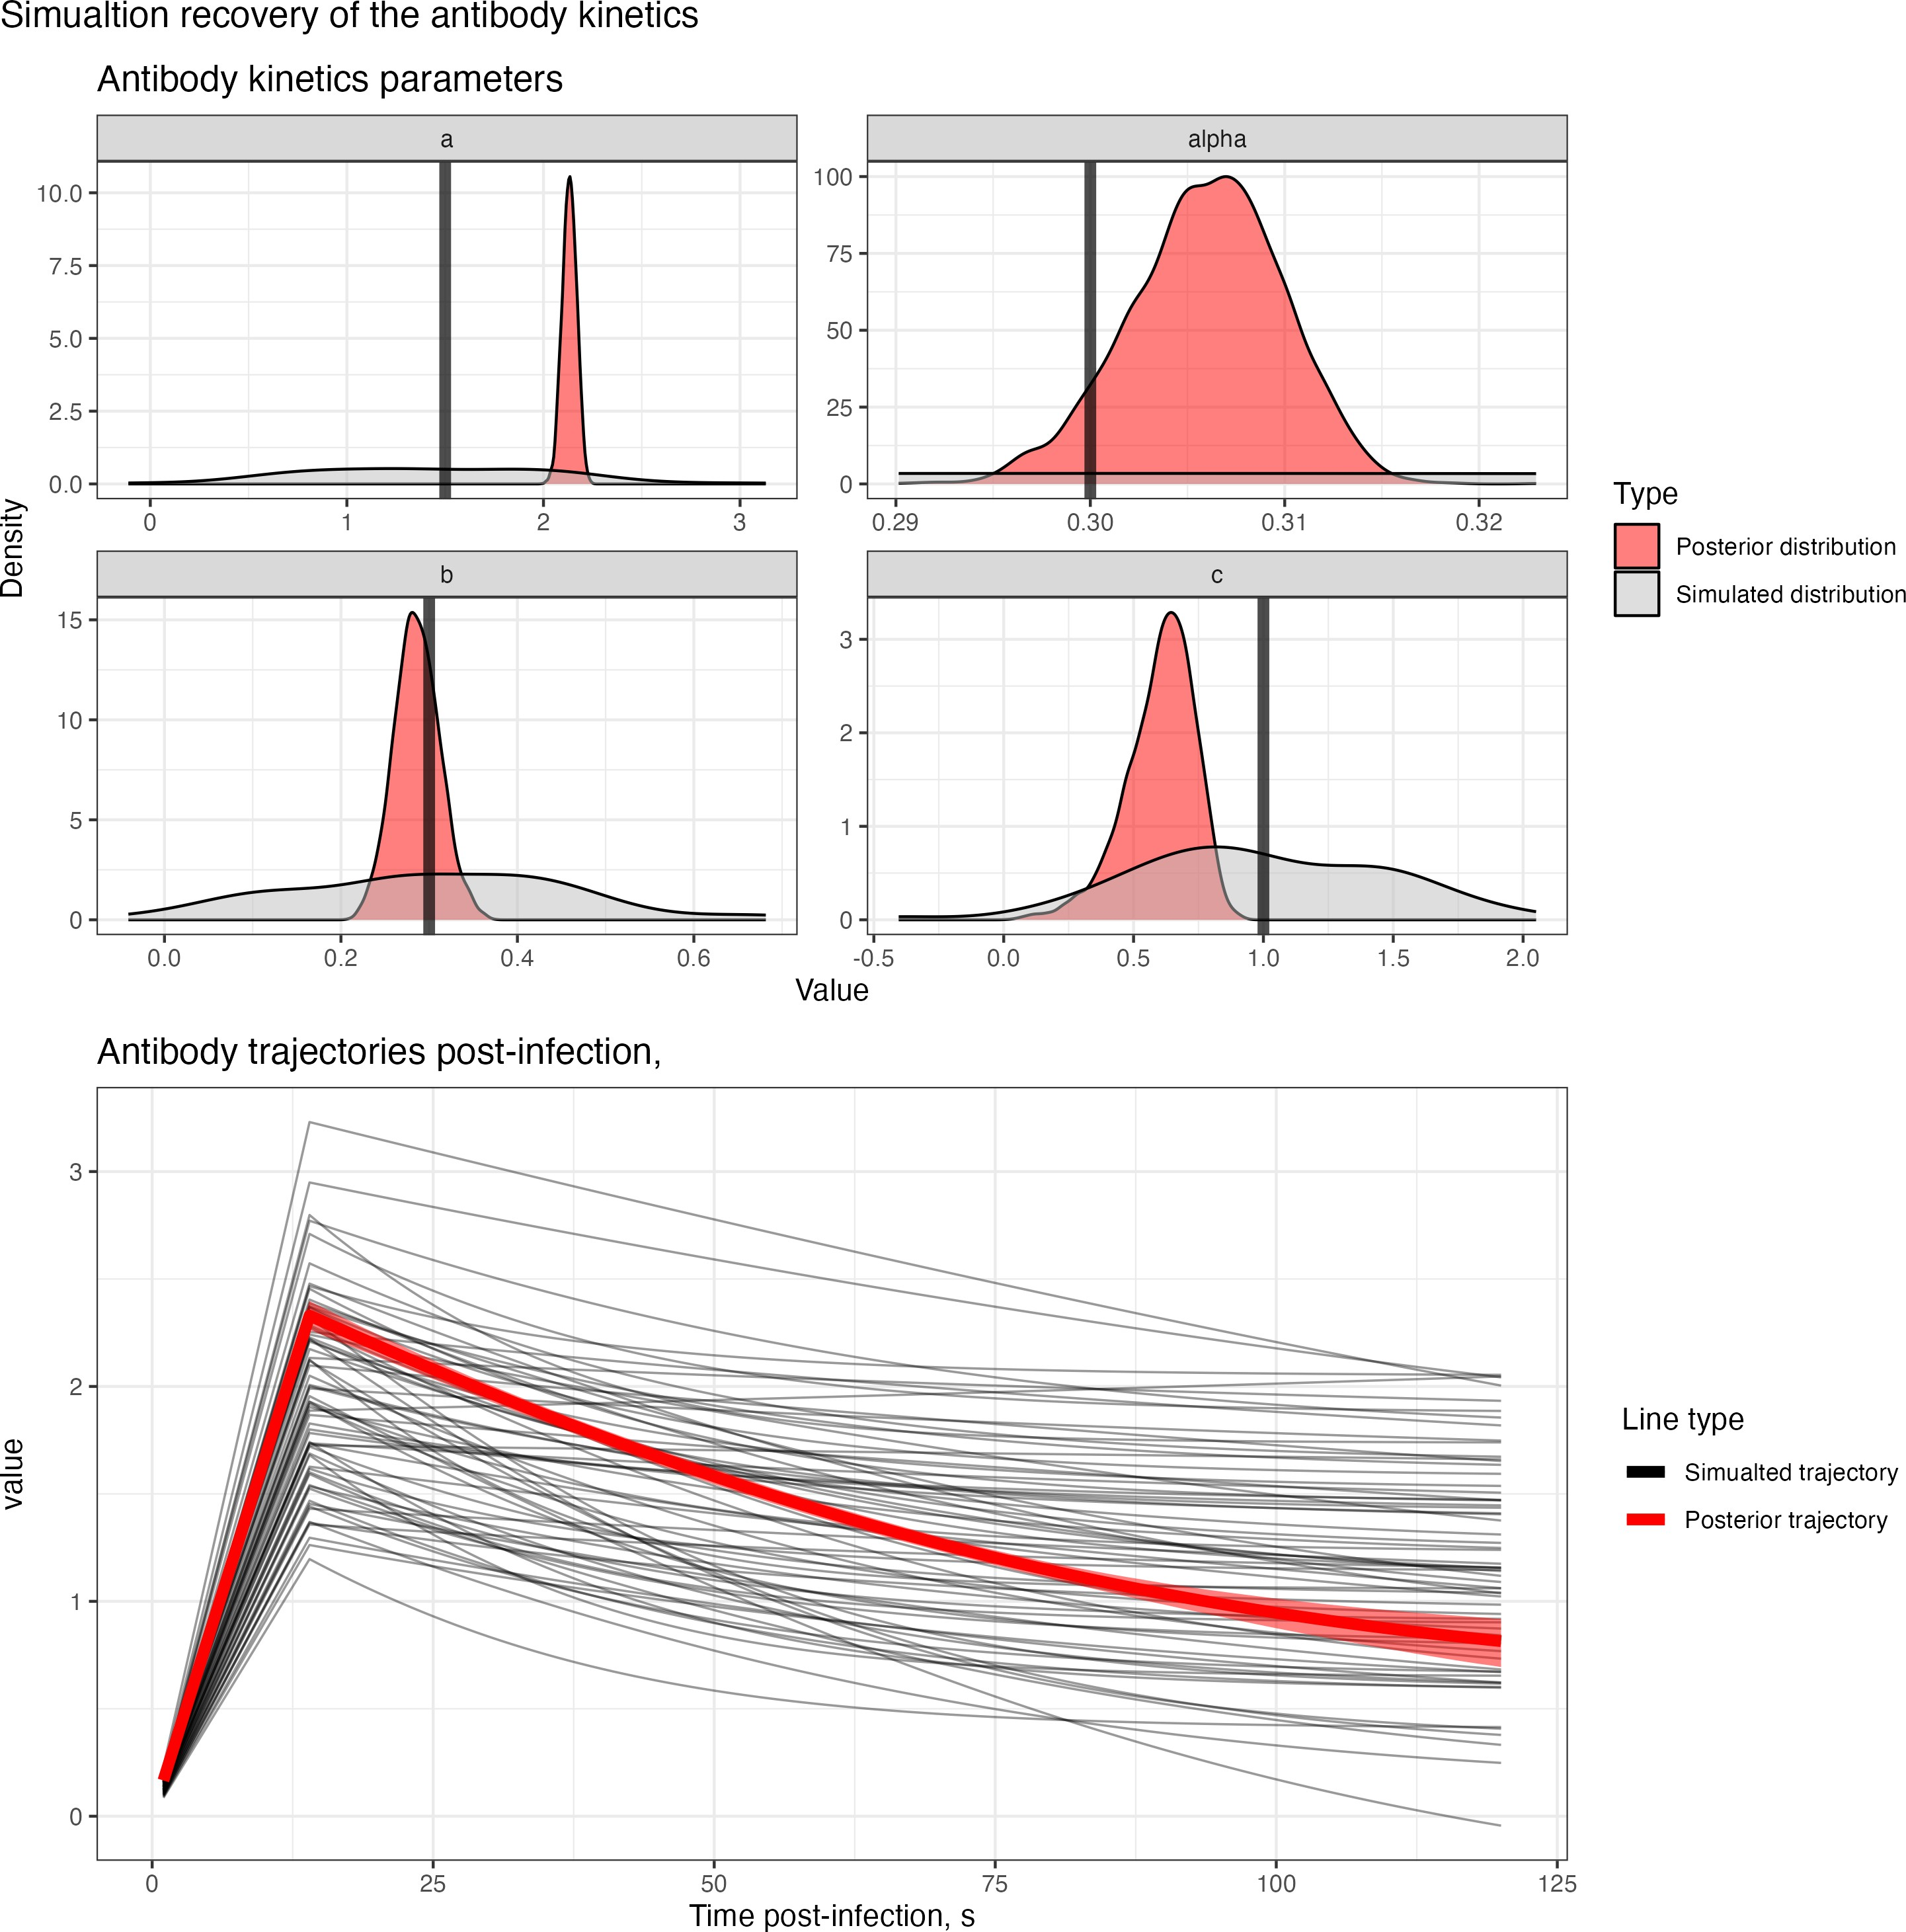 Simualtion recovery of the antibody kinetics
Antibody kinetics parameters
a
alpha
10.0
7.5
5.0
2.5
0.0
0 1 2 3
100
75
50
25
0
0.29 0.30 0.31 0.32
Density
b
c
15
10
5
0
0.0 0.2 0.4 0.6
3
2
1
0
-0.5 0.0 0.5 1.0 1.5 2.0
Value
Type
Posterior distribution
Simulated distribution
Antibody trajectories post-infection,
value
3
2
1
0
0 25 50 75 100 125
Time post-infection, s
Line type
Simualted trajectory
Posterior trajectory